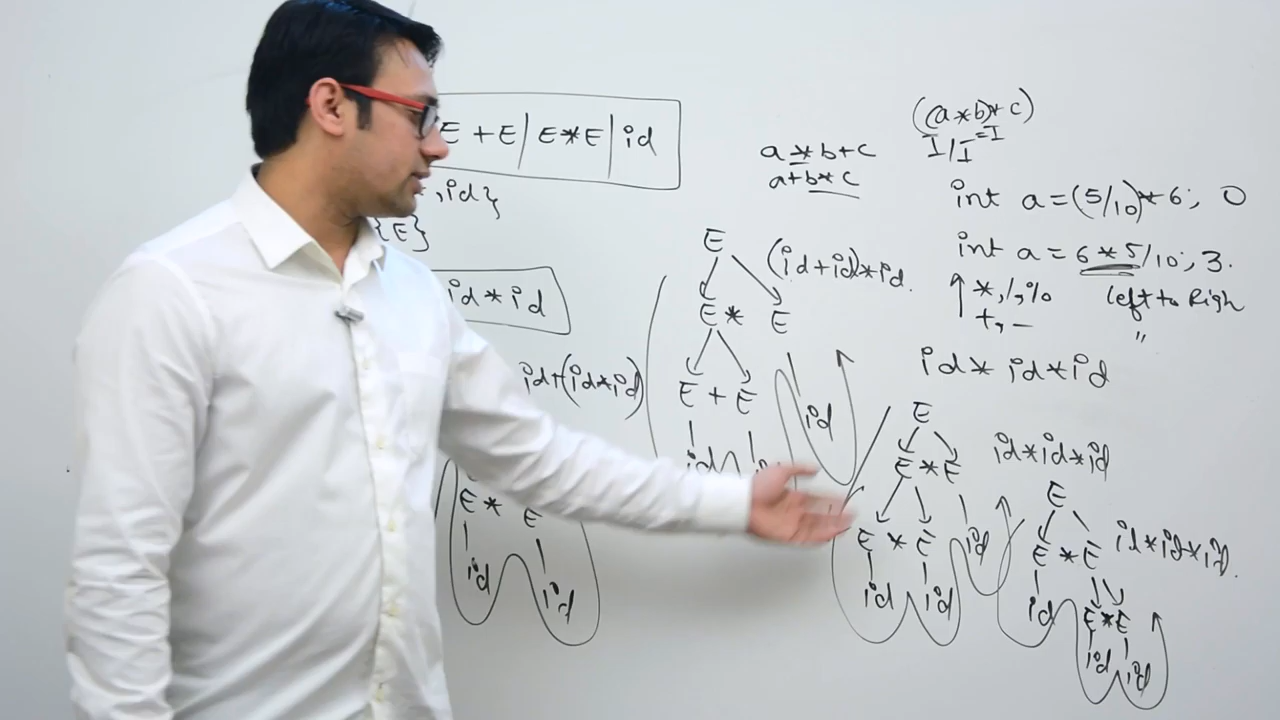 E + E | E * E | id
, id }
{E}
id * id
id+(id*id)
E *
E
id
id
a * b + c
a + b * c
(a * b) * c)
I / I = I
int a = (5/10) * 6; 0
int a = 6 * 5/10; 3.
*, /, %
left to Righ
+, -
"
E
(id+id)*id.
E * E
E + E
id
id
id * id * id
E
E * E
id
E * E
id id
id*id*id
E
E * E
id*id*id.
id
E * E
id id